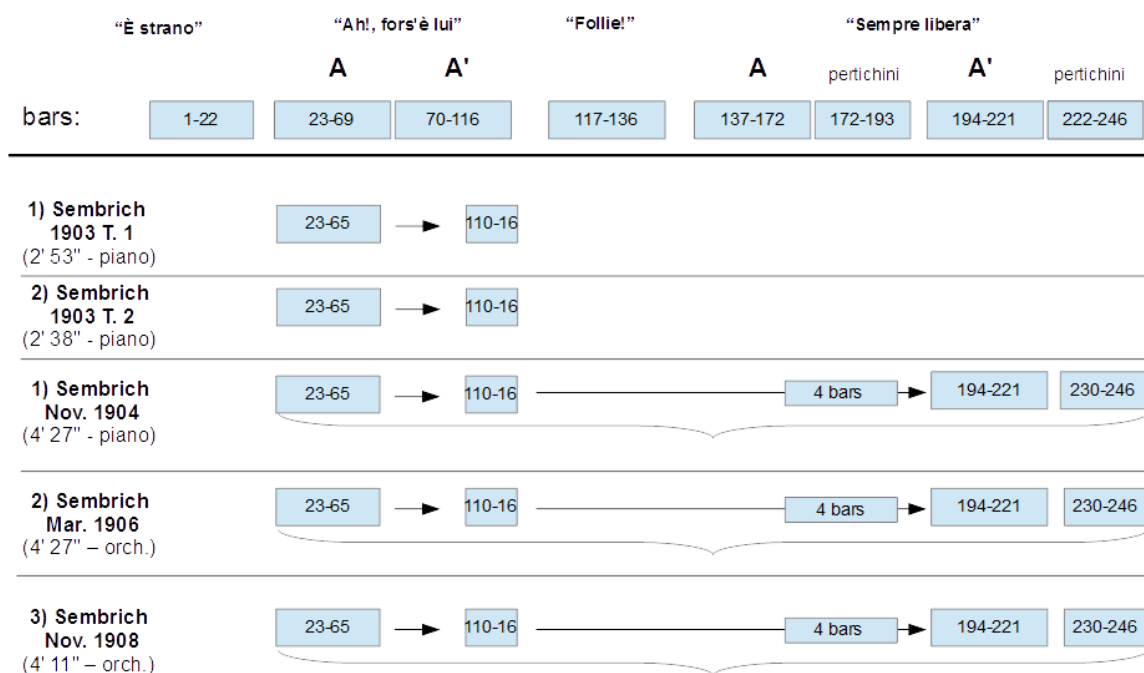 “È strano” “Ah!, fors'è lui” “Follie!” “Sempre libera”
A A' A pertichini A' pertichini
bars: 1-22 23-69 70-116 117-136 137-172 172-193 194-221 222-246
1) Sembrich
1903 T. 1
(2' 53" - piano)
23-65 110-16
2) Sembrich
1903 T. 2
(2' 38" - piano)
23-65 110-16
1) Sembrich
Nov. 1904
(4' 27" - piano)
23-65 110-16 4 bars 194-221 230-246
2) Sembrich
Mar. 1906
(4' 27" – orch.)
23-65 110-16 4 bars 194-221 230-246
3) Sembrich
Nov. 1908
(4' 11" – orch.)
23-65 110-16 4 bars 194-221 230-246